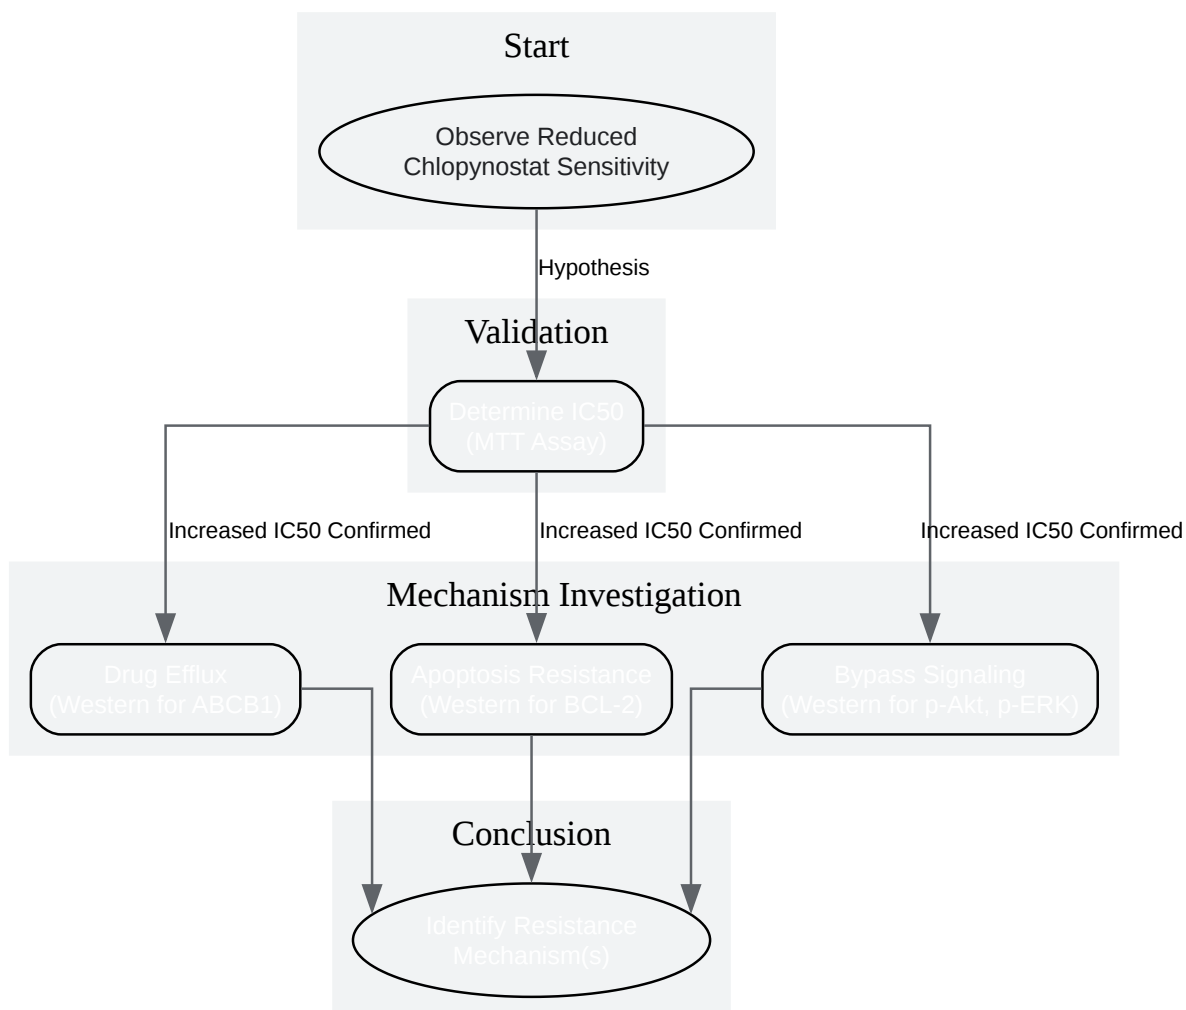 Start
Observe Reduced
Chlopynostat Sensitivity
Hypothesis
Validation
Determine IC50
(MTT Assay)
Increased IC50 Confirmed
Increased IC50 Confirmed
Increased IC50 Confirmed
Mechanism Investigation
Drug Efflux
(Western for ABCB1)
Apoptosis Resistance
(Western for BCL-2)
Bypass Signaling
(Western for p-Akt, p-ERK)
Conclusion
Identify Resistance
Mechanism(s)